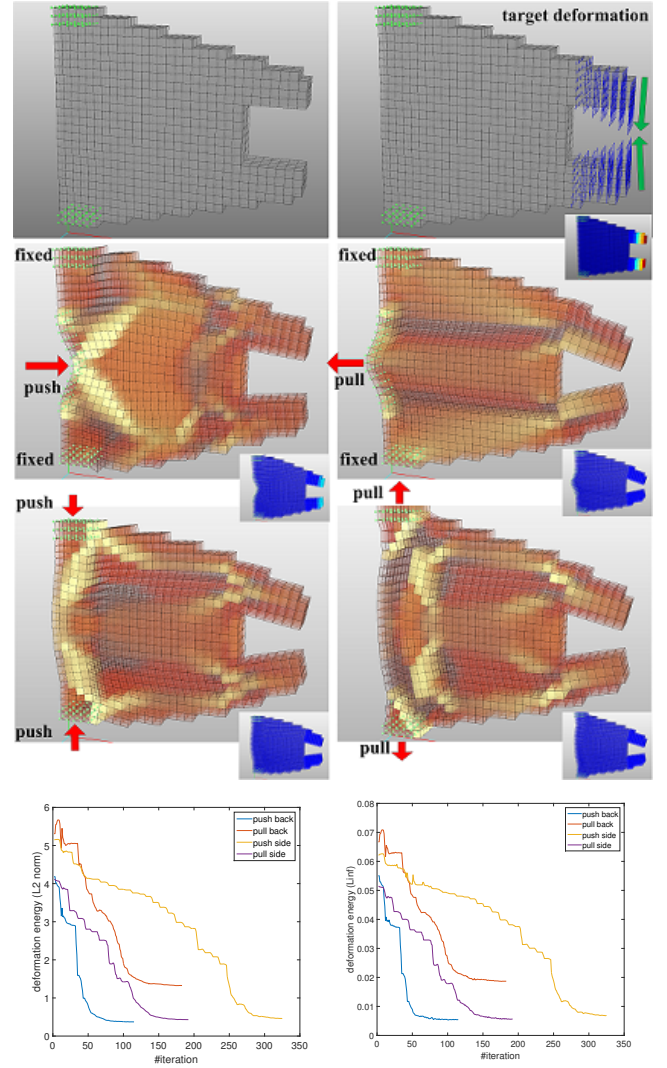 target deformation
fixed
fixed
push
pull
fixed
fixed
push
pull
push
pull
6
5
4
3
2
1
0
0 50 100 150 200 250 300 350
#iteration
deformation energy (L2 norm)
push back
pull back
push side
pull side
0.08
0.07
0.06
0.05
0.04
0.03
0.02
0.01
0
0 50 100 150 200 250 300 350
#iteration
deformation energy (Linf)
push back
pull back
push side
pull side